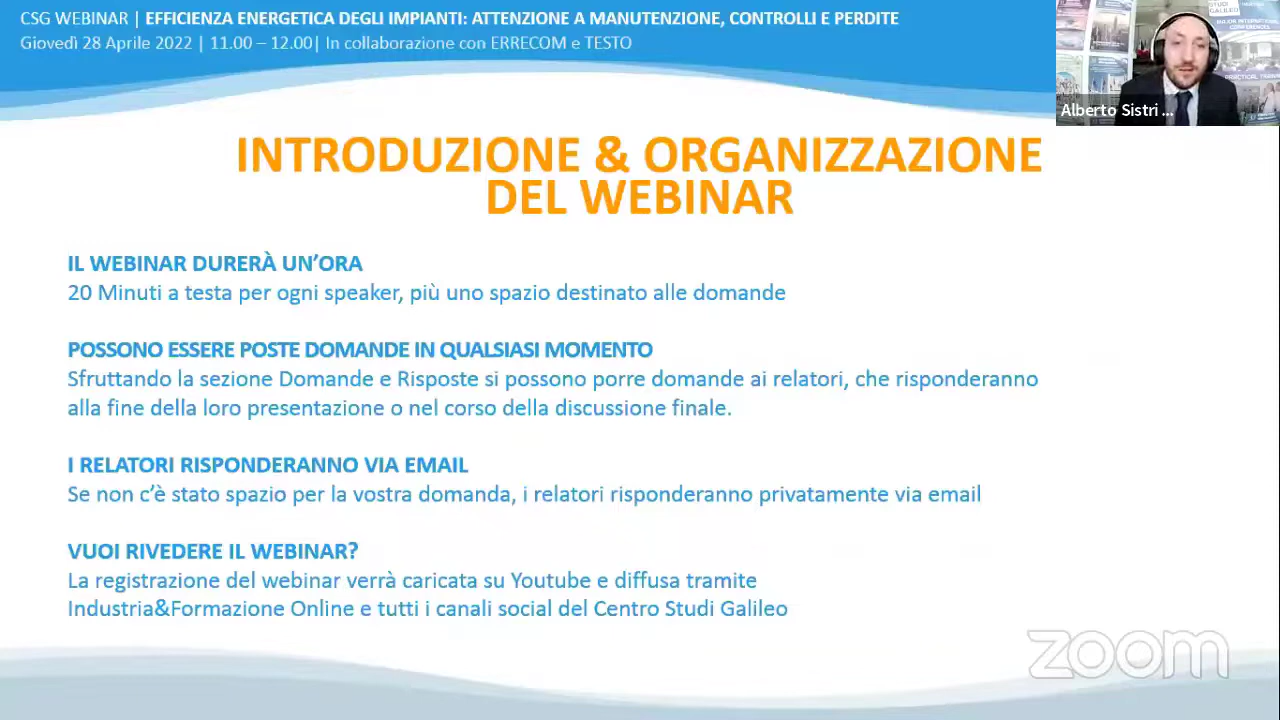 CSG WEBINAR | EFFICIENZA ENERGETICA DEGLI IMPIANTI: ATTENZIONE A MANUTENZIONE, CONTROLLI E PERDITE
Giovedì 28 Aprile 2022 | 11.00 – 12.00| In collaborazione con ERRECOM e TESTO
STUDI
GALILEO
Alberto Sistri ...
INTRODUZIONE & ORGANIZZAZIONE
DEL WEBINAR
IL WEBINAR DURERÀ UN'ORA
20 Minuti a testa per ogni speaker, più uno spazio destinato alle domande
POSSONO ESSERE POSTE DOMANDE IN QUALSIASI MOMENTO
Sfruttando la sezione Domande e Risposte si possono porre domande ai relatori, che risponderanno
alla fine della loro presentazione o nel corso della discussione finale.
I RELATORI RISPONDERANNO VIA EMAIL
Se non c'è stato spazio per la vostra domanda, i relatori risponderanno privatamente via email
VUOI RIVEDERE IL WEBINAR?
La registrazione del webinar verrà caricata su Youtube e diffusa tramite
Industria&Formazione Online e tutti i canali social del Centro Studi Galileo
zoom